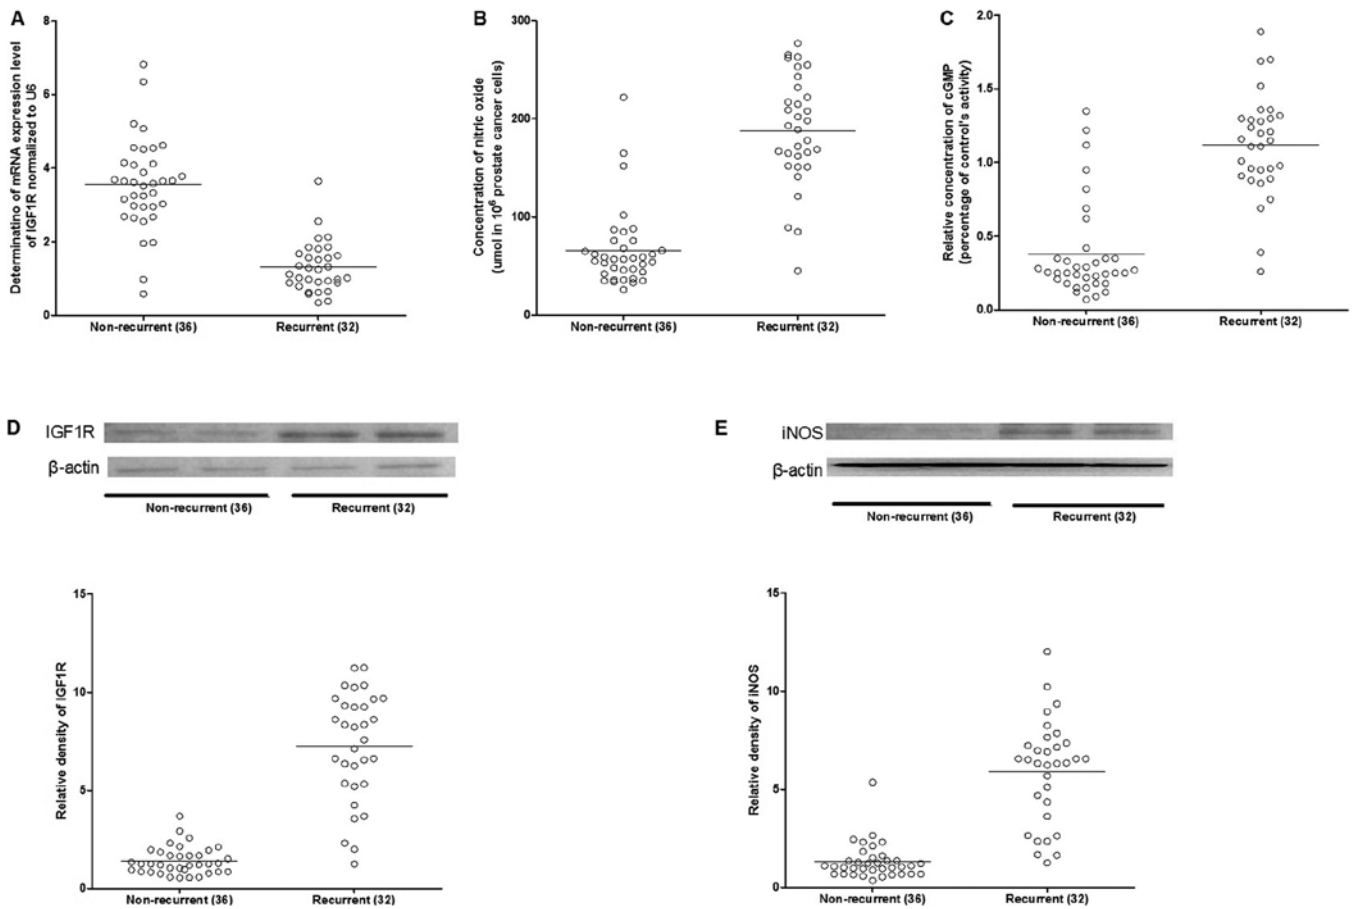 A
Determinatino of mRNA expression level
of IGF1R normalized to U6
8
6
4
2
0
Non-recurrent (36)
Recurrent (32)
B
Concentration of nitric oxide
(umol in 10⁶ prostate cancer cells)
300
200
100
0
Non-recurrent (36)
Recurrent (32)
C
Relative concentration of cGMP
(percentage of control's activity)
2.0
1.5
1.0
0.5
0.0
Non-recurrent (36)
Recurrent (32)
D
IGF1R
β-actin
Non-recurrent (36)
Recurrent (32)
Relative density of IGF1R
15
10
5
0
Non-recurrent (36)
Recurrent (32)
E
iNOS
β-actin
Non-recurrent (36)
Recurrent (32)
Relative density of iNOS
15
10
5
0
Non-recurrent (36)
Recurrent (32)